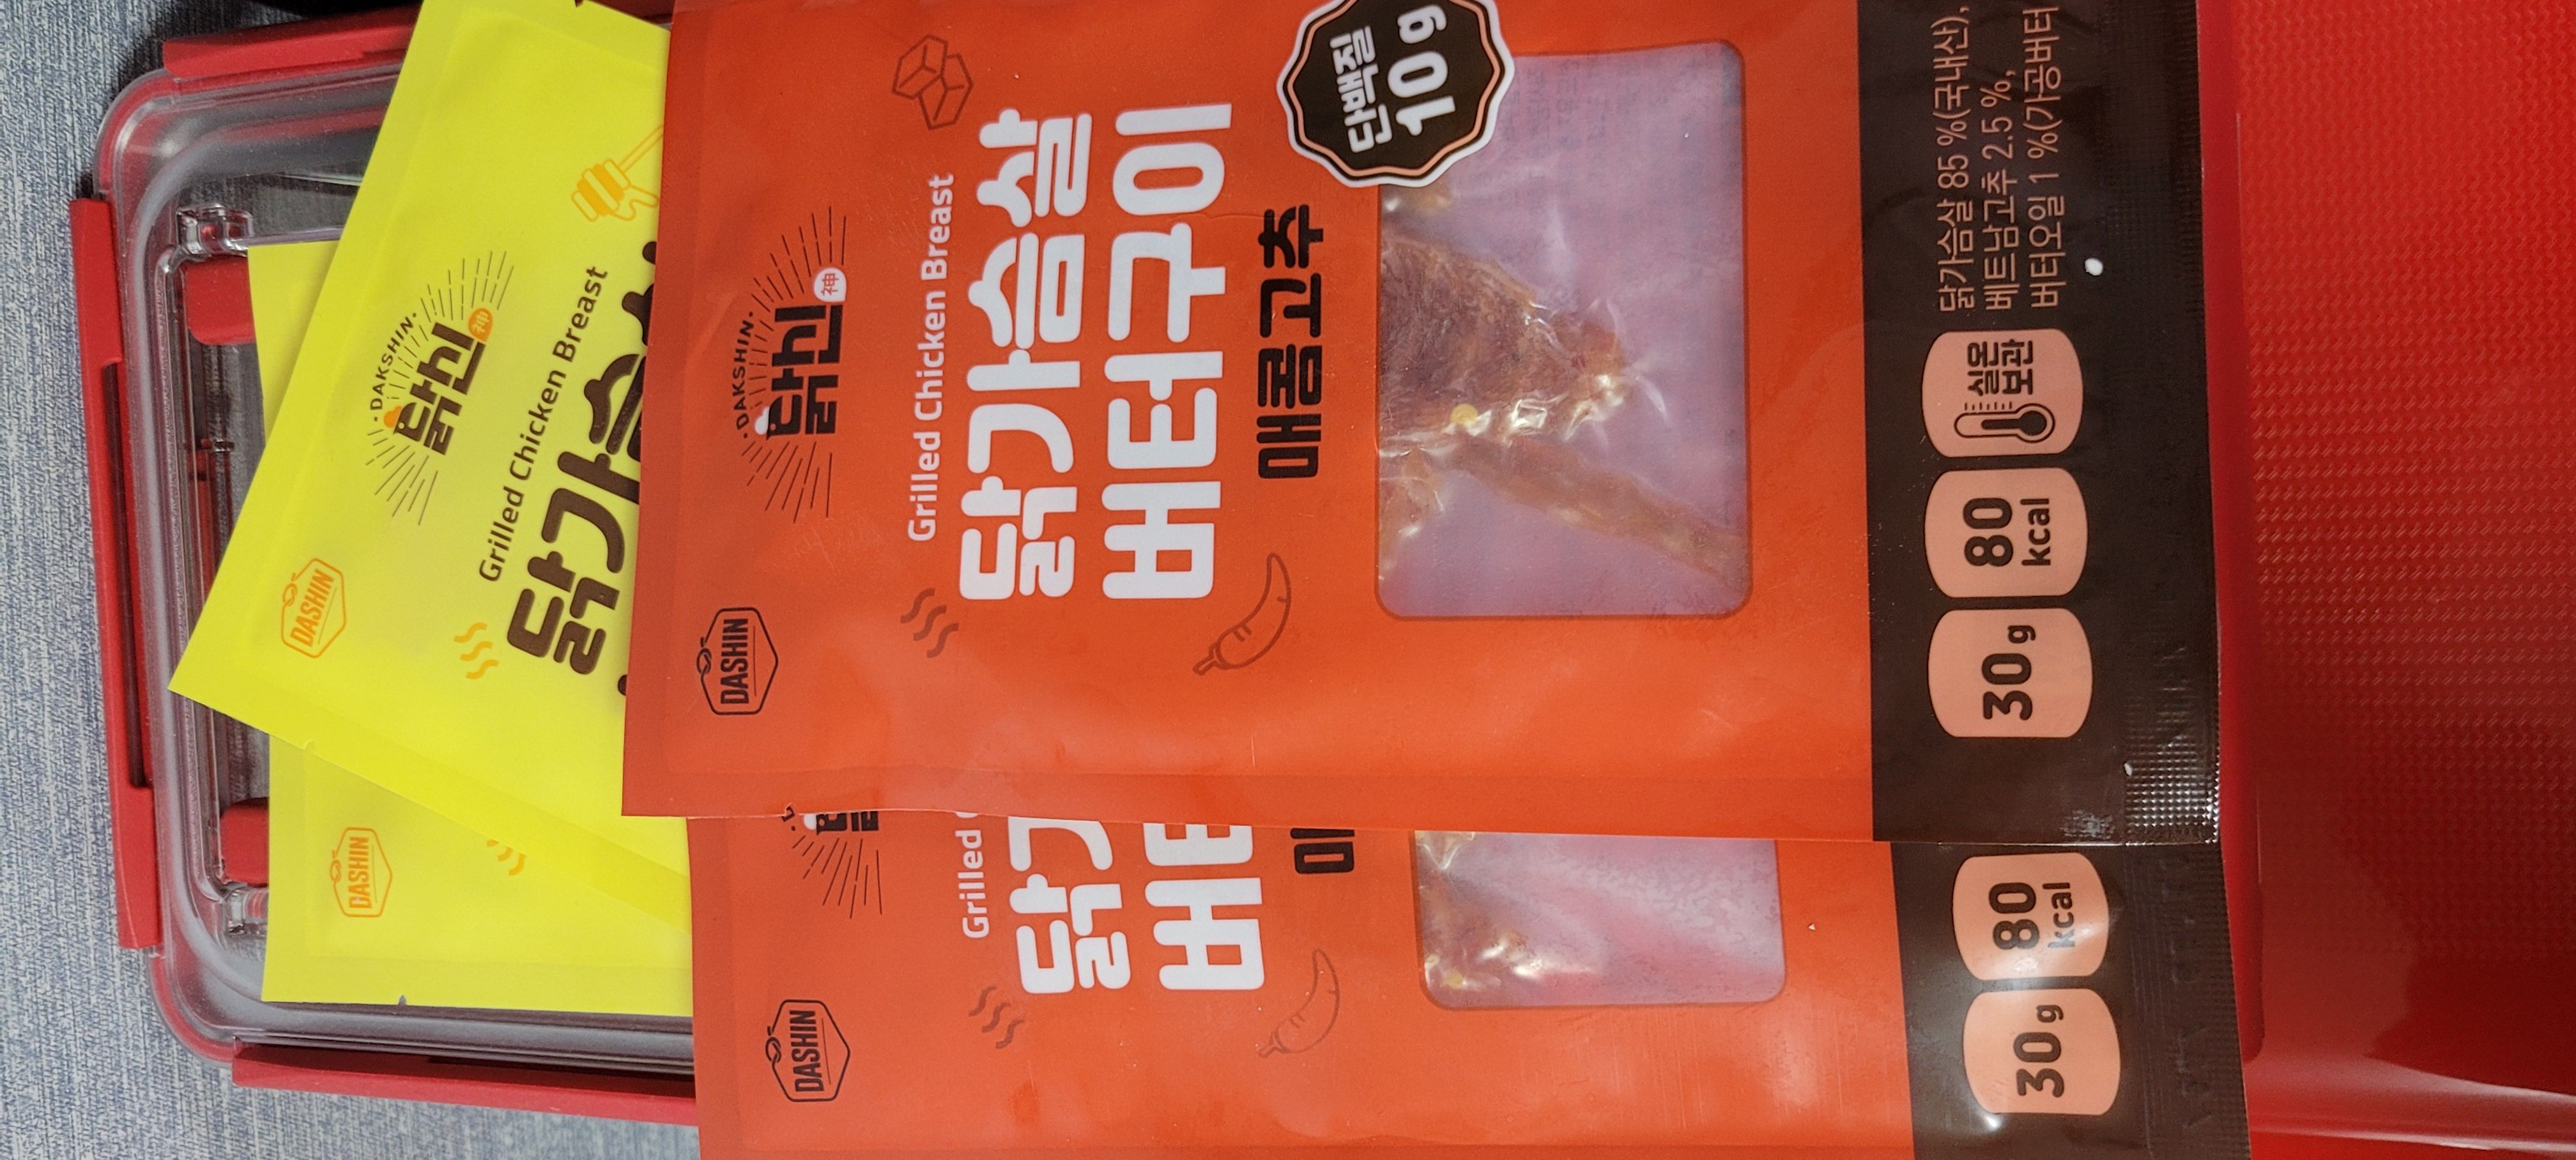 DASHIN
·DAKSHIN·
닭신
神
Grilled Chicken Breast
닭가슴살
버터구이
매콤고추
단백질
10 g
30 g
80
kcal
실온
보관
닭가슴살 85 %(국내산),
베트남고추 2.5 %,
버터오일 1 %(가공버터
DASHIN
·DAKSHIN·
닭신
神
Grilled Chicken Breast
닭가슴
DASHIN
DASHIN
Grilled
닭가
버터
30 g
80
kcal